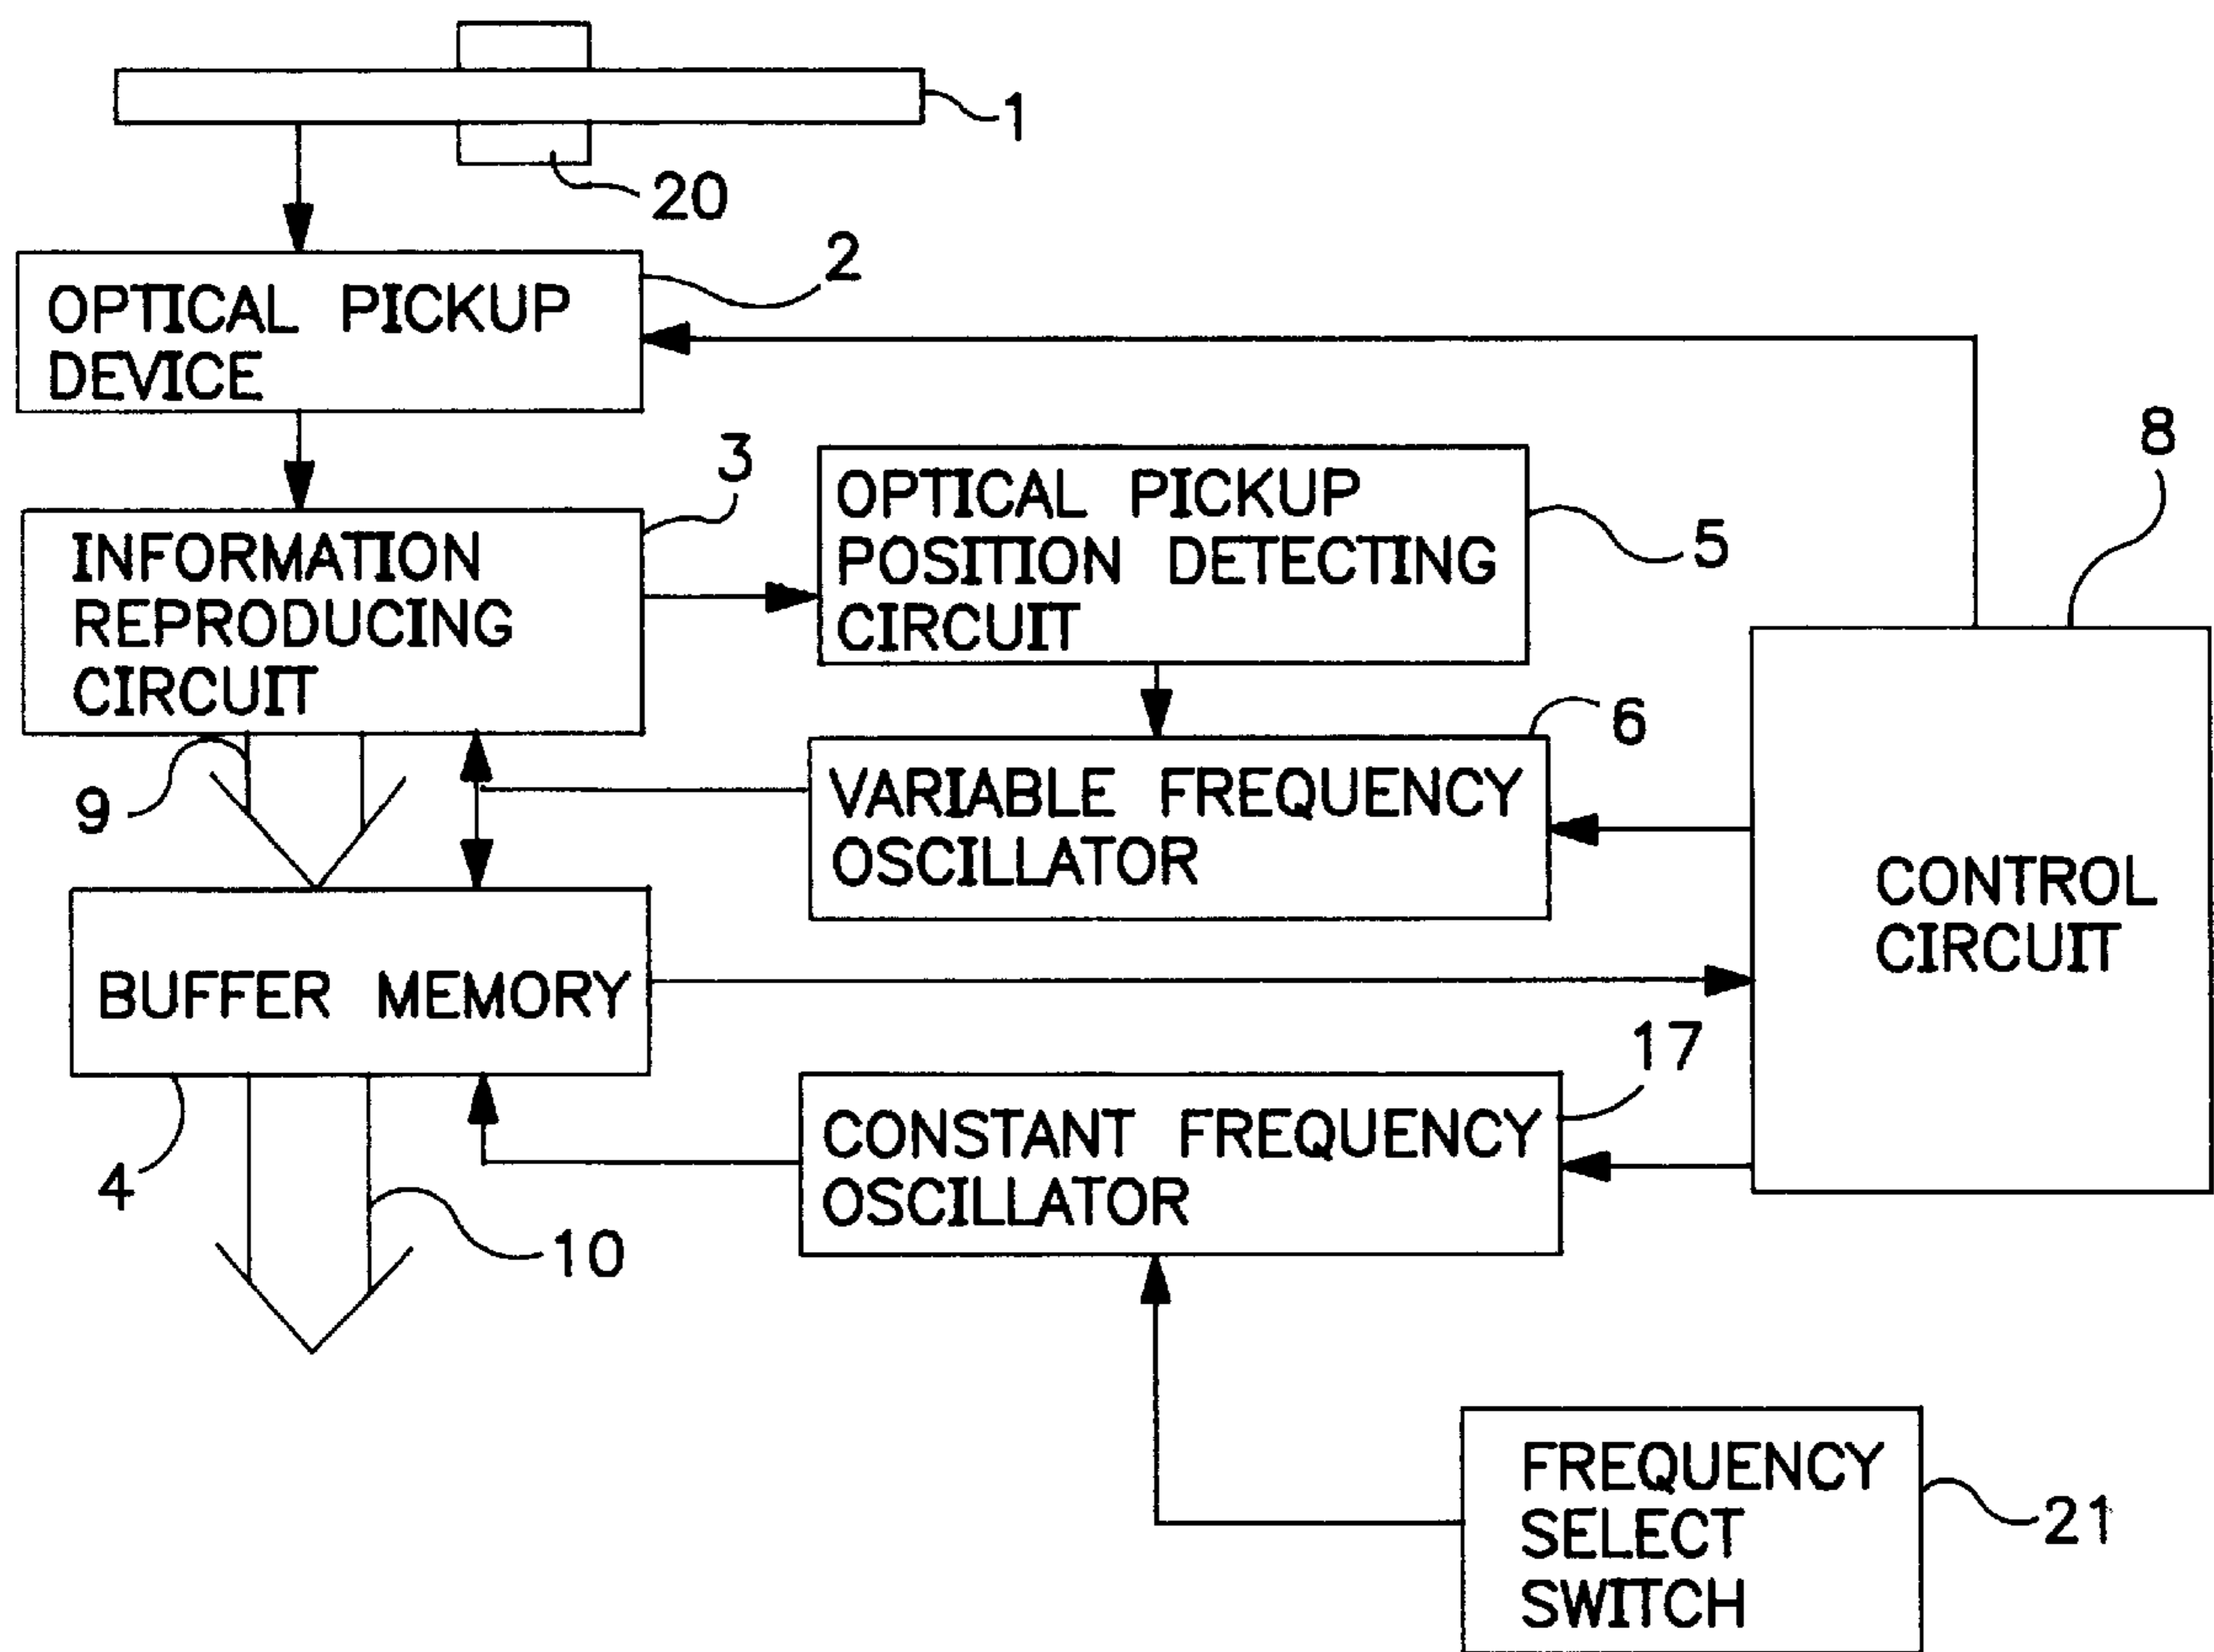 1
20
2
OPTICAL PICKUP
DEVICE
8
3
OPTICAL PICKUP
POSITION DETECTING
CIRCUIT
5
INFORMATION
REPRODUCING
CIRCUIT
6
9
VARIABLE FREQUENCY
OSCILLATOR
CONTROL
CIRCUIT
BUFFER MEMORY
17
4
CONSTANT FREQUENCY
OSCILLATOR
10
FREQUENCY
SELECT
SWITCH
21